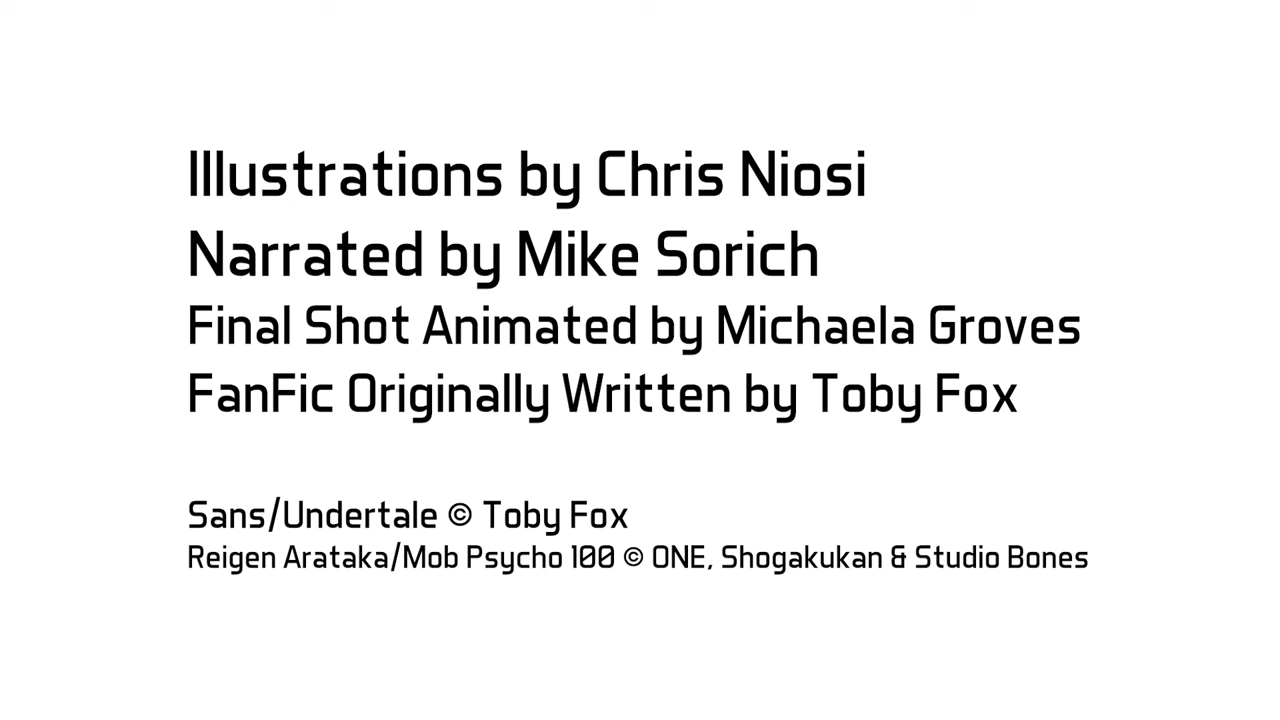 Illustrations by Chris Niosi
Narrated by Mike Sorich
Final Shot Animated by Michaela Groves
FanFic Originally Written by Toby Fox
Sans/Undertale © Toby Fox
Reigen Arataka/Mob Psycho 100 © ONE, Shogakukan & Studio Bones